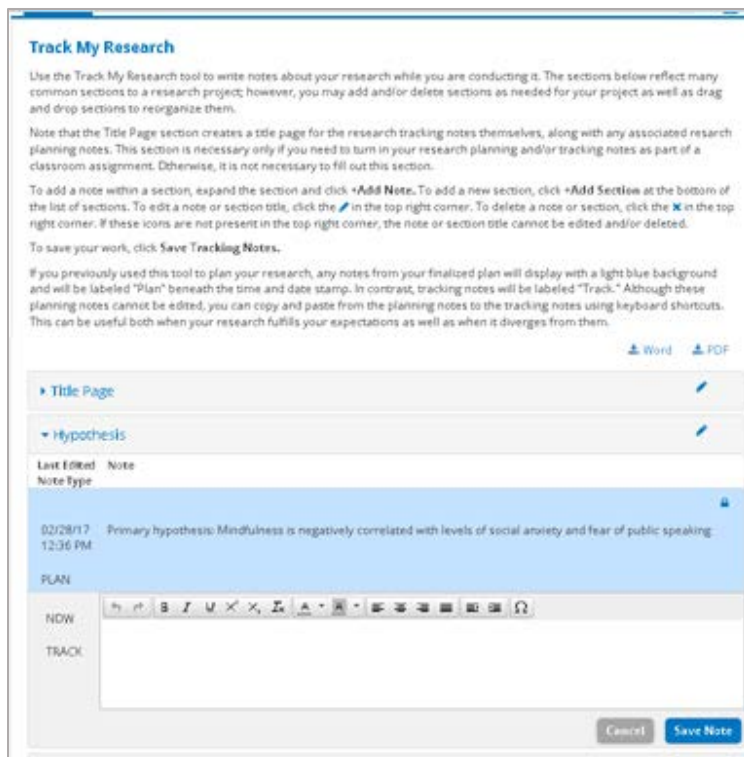 Track My Research
Use the Track My Research tool to write notes about your research while you are conducting it. The sections below reflect many
common sections to a research project; however, you may add and/or delete sections as needed for your project as well as drag
and drop sections to reorganize them.
Note that the Title Page section creates a title page for the research tracking notes themselves, along with any associated resarch
planning notes. This section is necessary only if you need to turn in your research planning and/or tracking notes as part of a
classroom assignment. Otherwise, it is not necessary to fill out this section.
To add a note within a section, expand the section and click +Add Note. To add a new section, click +Add Section at the bottom of
the list of sections. To edit a note or section title, click the in the top right corner. To delete a note or section, click the ✖ in the top
right corner. If these icons are not present in the top right corner, the note or section title cannot be edited and/or deleted.
To save your work, click Save Tracking Notes.
If you previously used this tool to plan your research, any notes from your finalized plan will display with a light blue background
and will be labeled "Plan" beneath the time and date stamp. In contrast, tracking notes will be labeled "Track." Although these
planning notes cannot be edited, you can copy and paste from the planning notes to the tracking notes using keyboard shortcuts.
This can be useful both when your research fulfills your expectations as well as when it diverges from them.
Word PDF
Title Page
Hypothesis
Last Edited Note
Note Type
02/28/17 Primary hypothesis: Mindfulness is negatively correlated with levels of social anxiety and fear of public speaking
12:36 PM
PLAN
B I U X² X₂ Tx A A Ω
NOW
TRACK
Cancel Save Note